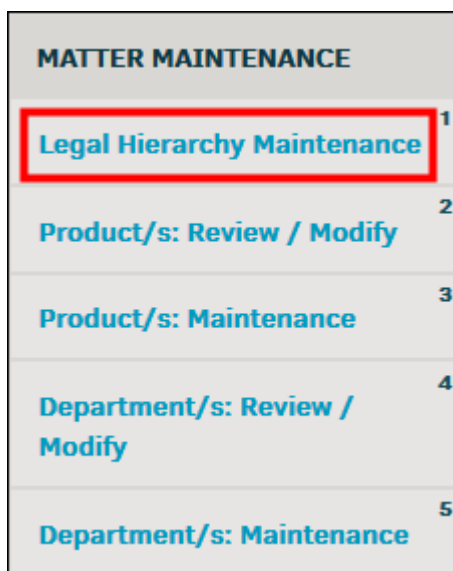 MATTER MAINTENANCE
1
Legal Hierarchy Maintenance
2
Product/s: Review / Modify
3
Product/s: Maintenance
4
Department/s: Review /
Modify
5
Department/s: Maintenance